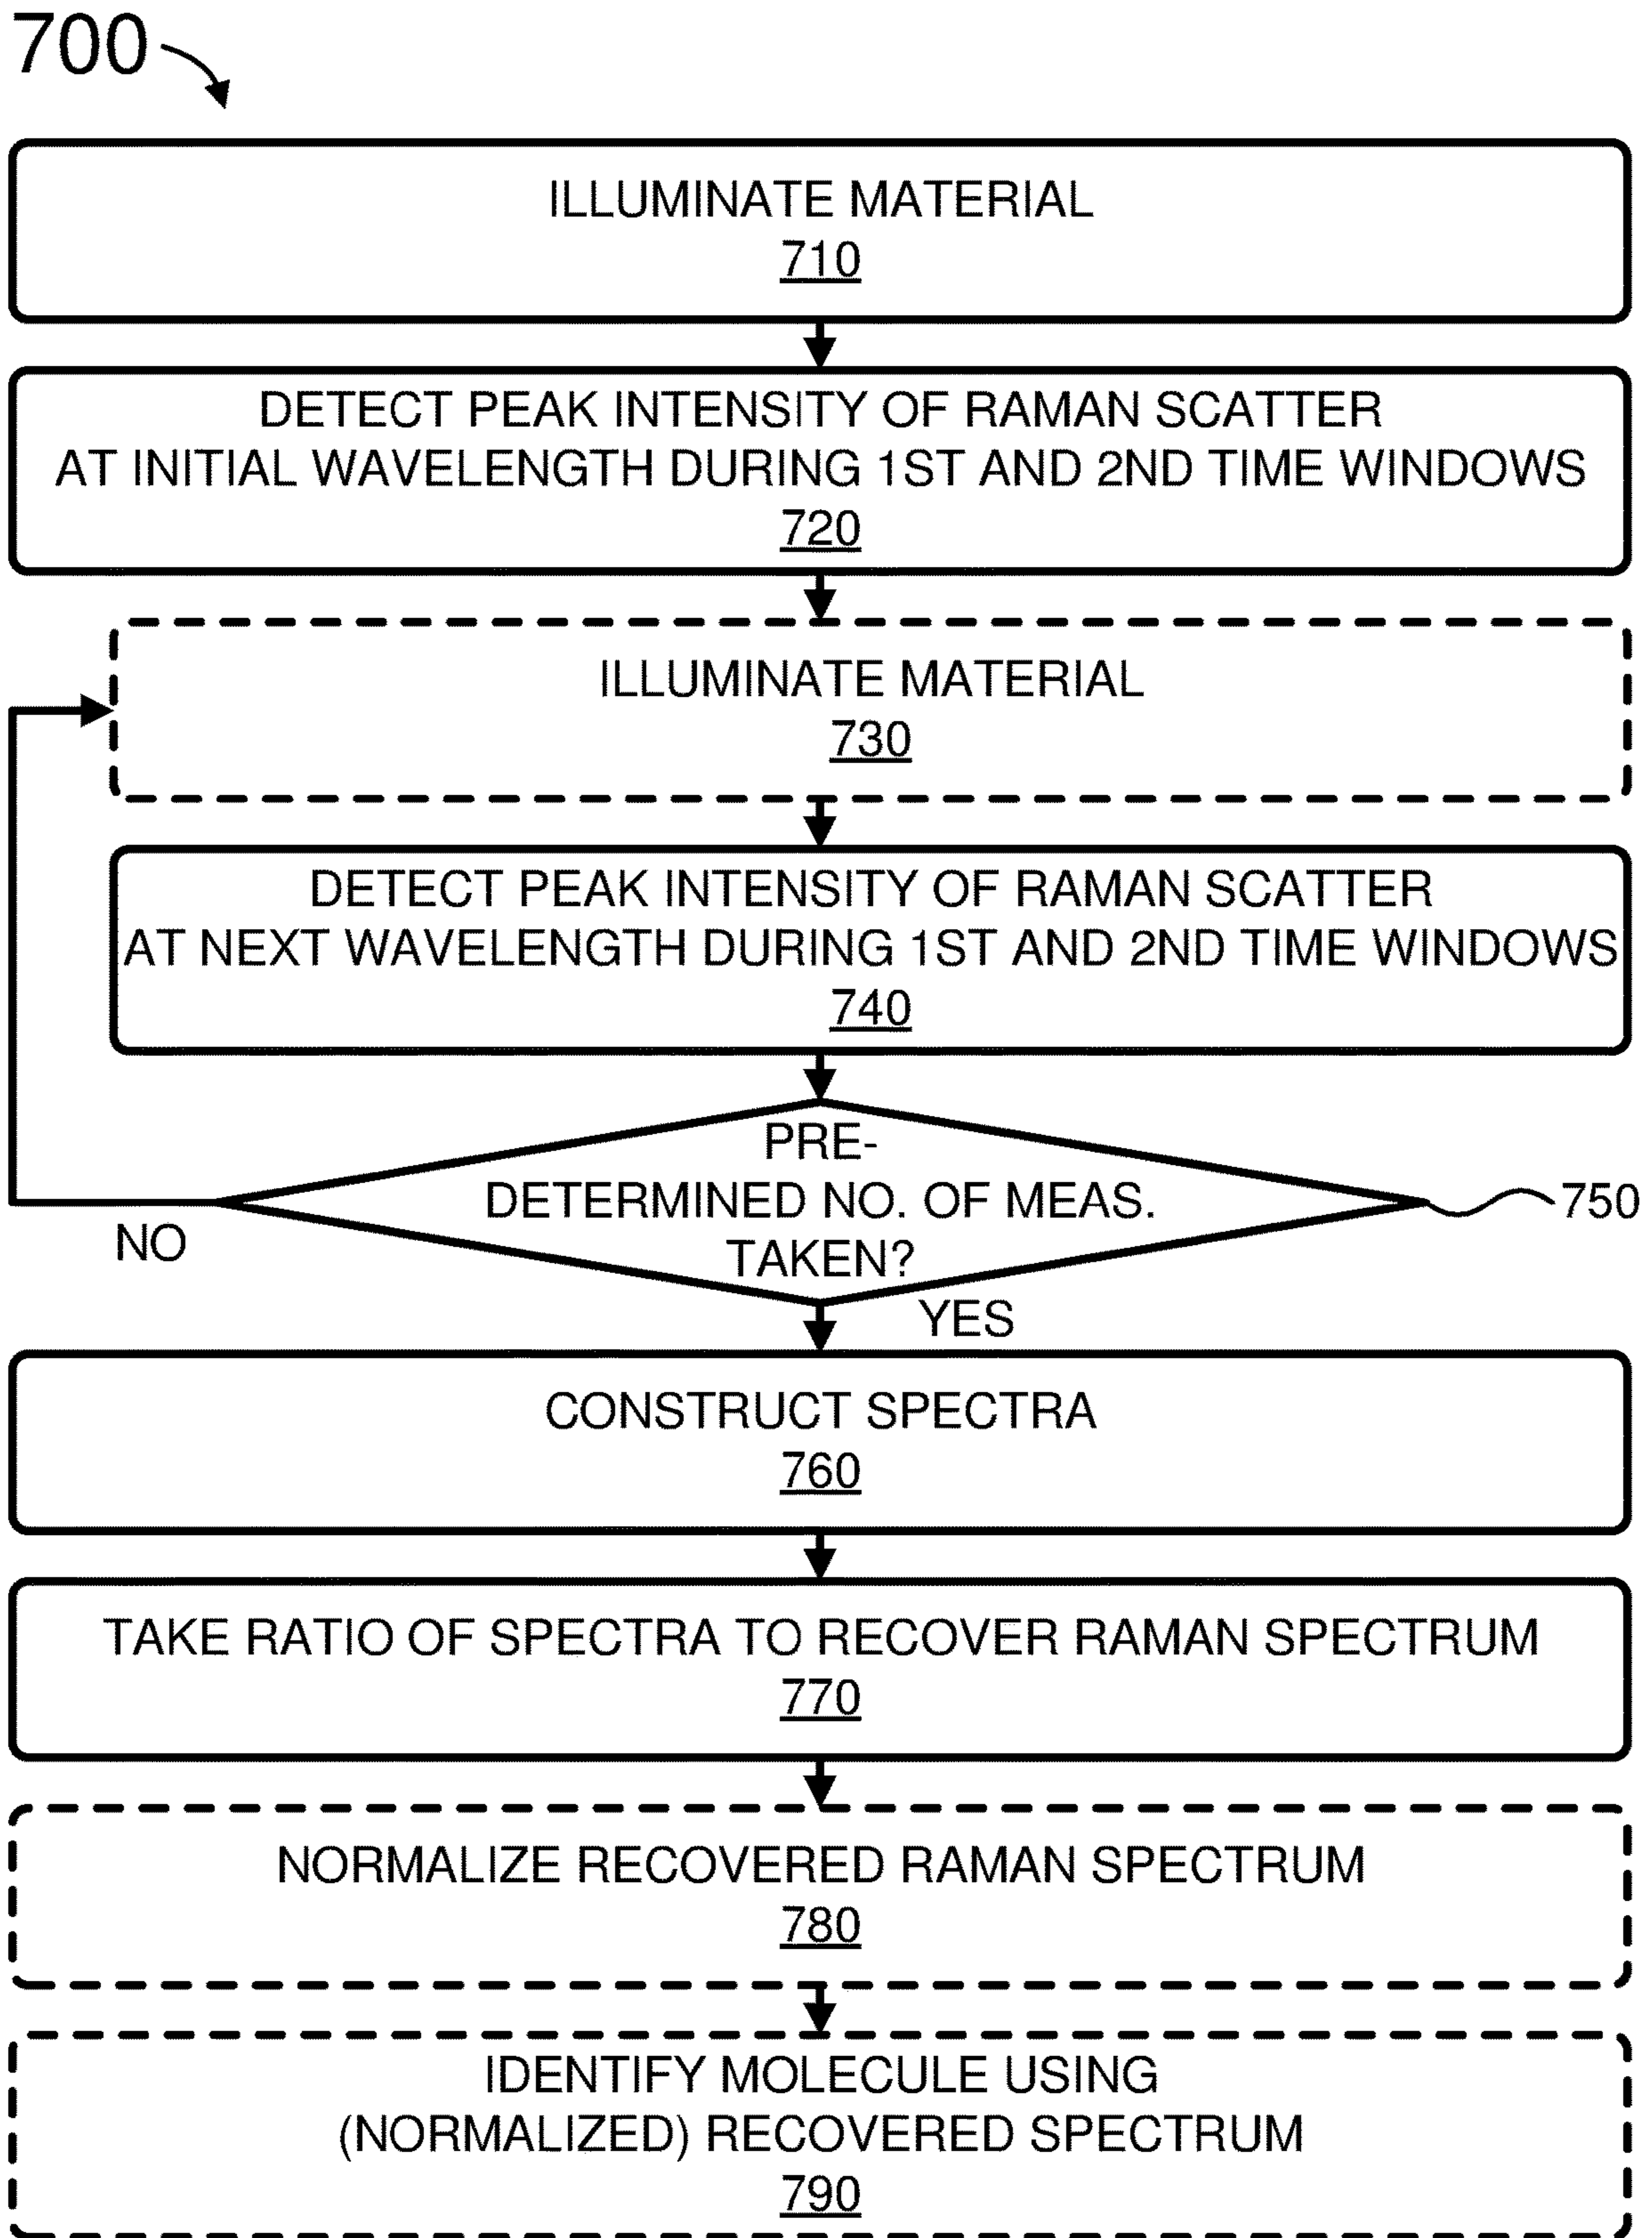 700
ILLUMINATE MATERIAL
710
DETECT PEAK INTENSITY OF RAMAN SCATTER
AT INITIAL WAVELENGTH DURING 1ST AND 2ND TIME WINDOWS
720
ILLUMINATE MATERIAL
730
DETECT PEAK INTENSITY OF RAMAN SCATTER
AT NEXT WAVELENGTH DURING 1ST AND 2ND TIME WINDOWS
740
PRE-
DETERMINED NO. OF MEAS.
TAKEN?
750
NO
YES
CONSTRUCT SPECTRA
760
TAKE RATIO OF SPECTRA TO RECOVER RAMAN SPECTRUM
770
NORMALIZE RECOVERED RAMAN SPECTRUM
780
IDENTIFY MOLECULE USING
(NORMALIZED) RECOVERED SPECTRUM
790